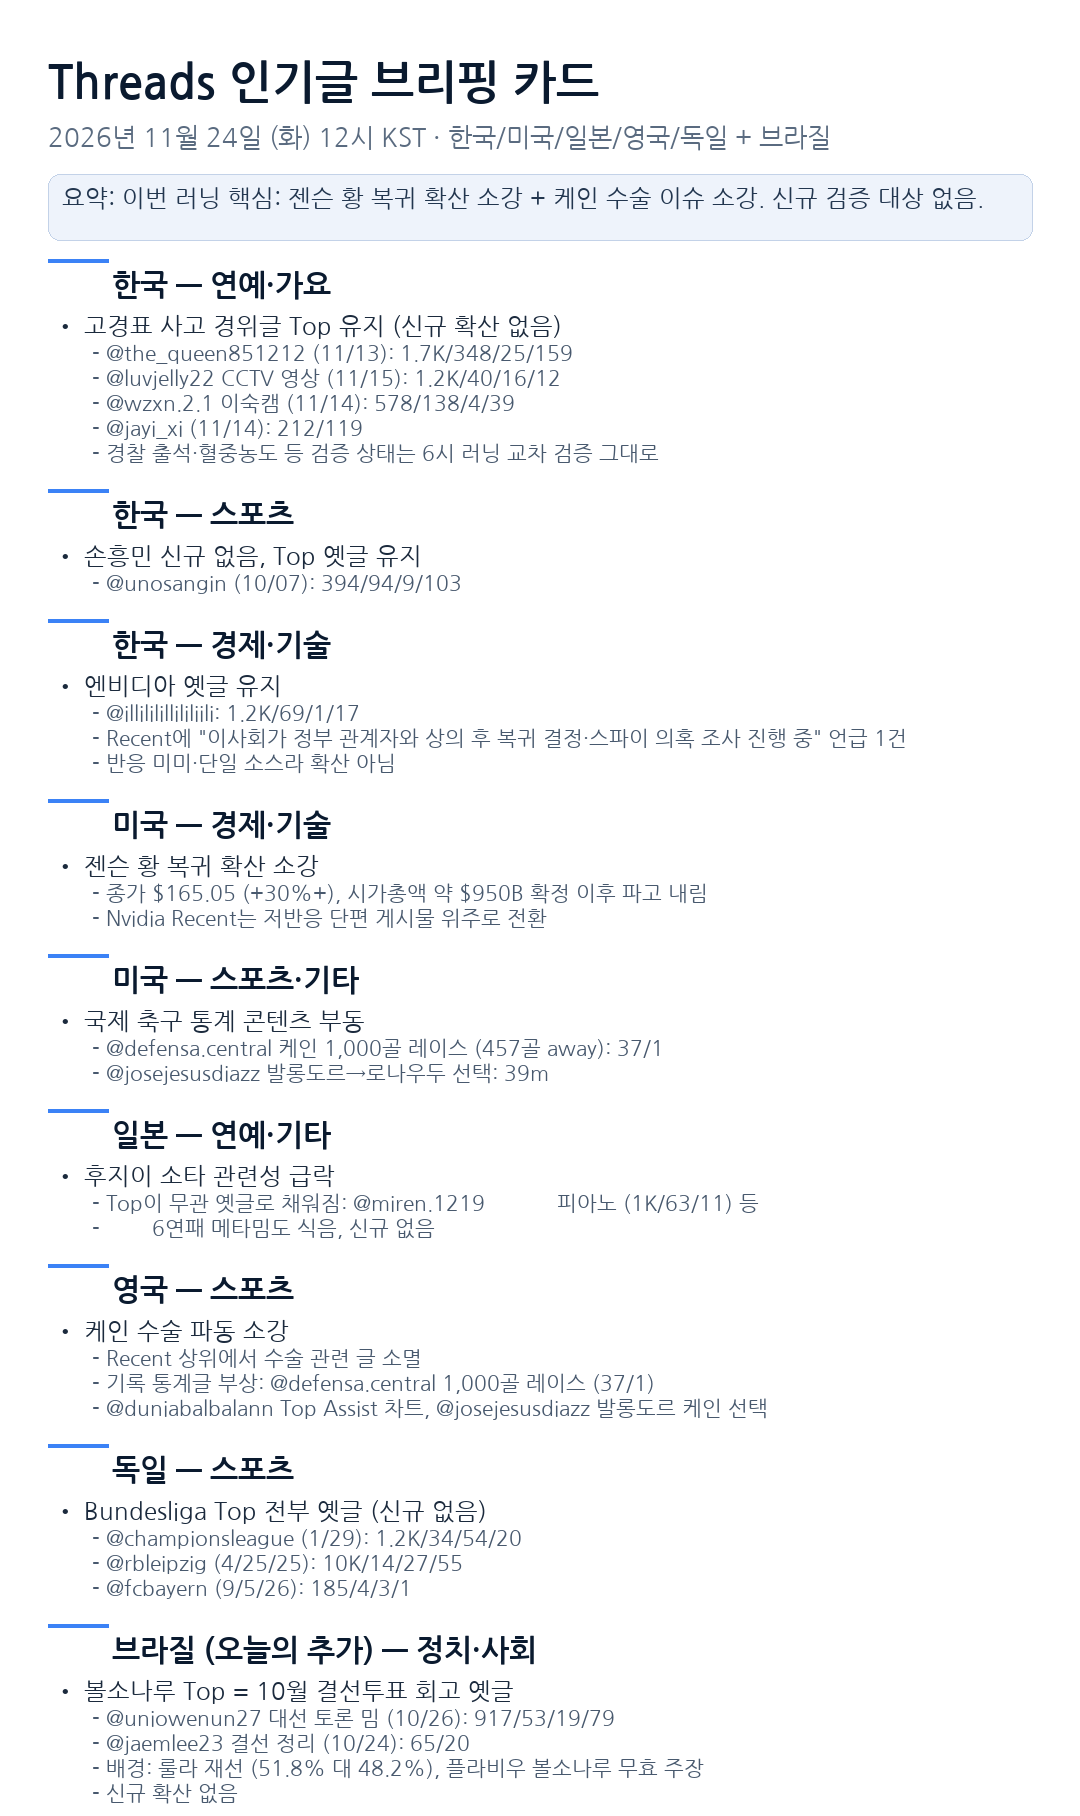 Threads 인기글 브리핑 카드
2026년 11월 24일 (화) 12시 KST · 한국/미국/일본/영국/독일 + 브라질
요약: 이번 러닝 핵심: 젠슨 황 복귀 확산 소강 + 케인 수술 이슈 소강. 신규 검증 대상 없음.
한국 — 연예·가요
• 고경표 사고 경위글 Top 유지 (신규 확산 없음)
- @the_queen851212 (11/13): 1.7K/348/25/159
- @luvjelly22 CCTV 영상 (11/15): 1.2K/40/16/12
- @wzxn.2.1 이숙캠 (11/14): 578/138/4/39
- @jayi_xi (11/14): 212/119
- 경찰 출석·혈중농도 등 검증 상태는 6시 러닝 교차 검증 그대로
한국 — 스포츠
• 손흥민 신규 없음, Top 옛글 유지
- @unosangin (10/07): 394/94/9/103
한국 — 경제·기술
• 엔비디아 옛글 유지
- @illililillililiili: 1.2K/69/1/17
- Recent에 "이사회가 정부 관계자와 상의 후 복귀 결정·스파이 의혹 조사 진행 중" 언급 1건
- 반응 미미·단일 소스라 확산 아님
미국 — 경제·기술
• 젠슨 황 복귀 확산 소강
- 종가 $165.05 (+30%+), 시가총액 약 $950B 확정 이후 파고 내림
- Nvidia Recent는 저반응 단편 게시물 위주로 전환
미국 — 스포츠·기타
• 국제 축구 통계 콘텐츠 부동
- @defensa.central 케인 1,000골 레이스 (457골 away): 37/1
- @josejesusdiazz 발롱도르→로나우두 선택: 39m
일본 — 연예·기타
• 후지이 소타 관련성 급락
- Top이 무관 옛글로 채워짐: @miren.1219 피아노 (1K/63/11) 등
- 6연패 메타밈도 식음, 신규 없음
영국 — 스포츠
• 케인 수술 파동 소강
- Recent 상위에서 수술 관련 글 소멸
- 기록 통계글 부상: @defensa.central 1,000골 레이스 (37/1)
- @duniabalbalann Top Assist 차트, @josejesusdiazz 발롱도르 케인 선택
독일 — 스포츠
• Bundesliga Top 전부 옛글 (신규 없음)
- @championsleague (1/29): 1.2K/34/54/20
- @rbleipzig (4/25/25): 10K/14/27/55
- @fcbayern (9/5/26): 185/4/3/1
브라질 (오늘의 추가) — 정치·사회
• 볼소나루 Top = 10월 결선투표 회고 옛글
- @uniowenun27 대선 토론 밈 (10/26): 917/53/19/79
- @jaemlee23 결선 정리 (10/24): 65/20
- 배경: 룰라 재선 (51.8% 대 48.2%), 플라비우 볼소나루 무효 주장
- 신규 확산 없음